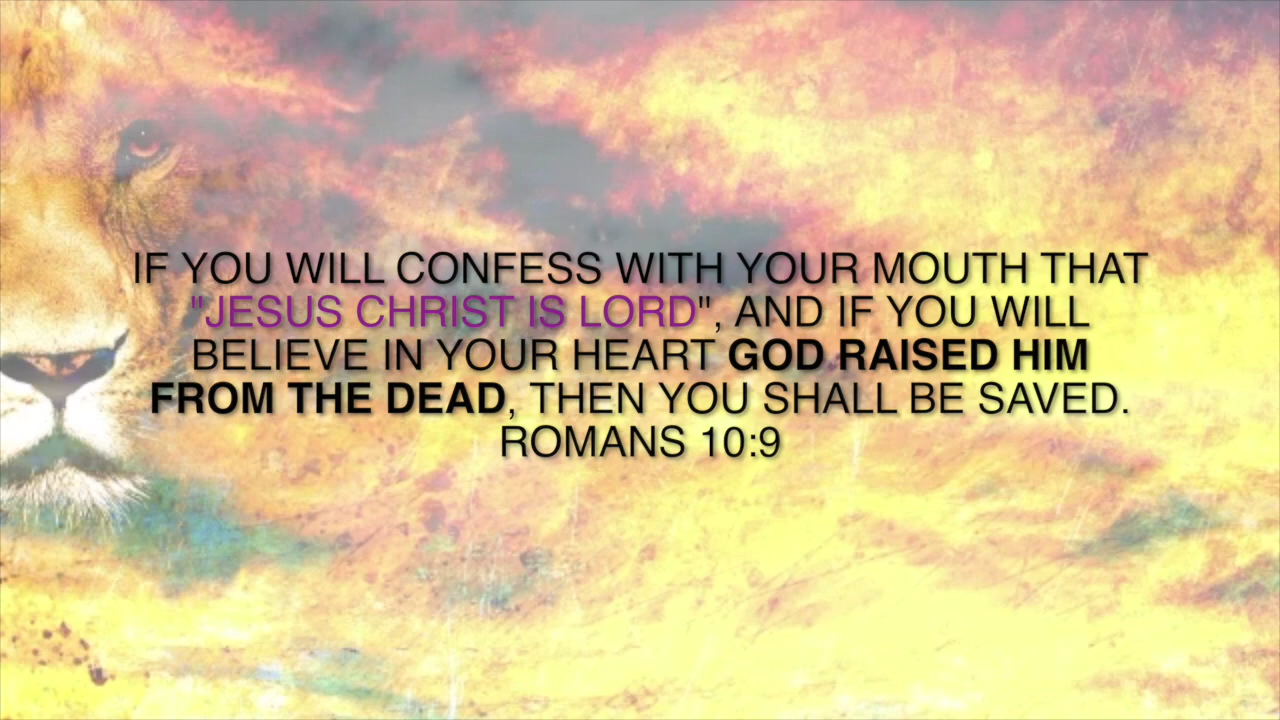 IF YOU WILL CONFESS WITH YOUR MOUTH THAT
"JESUS CHRIST IS LORD", AND IF YOU WILL
BELIEVE IN YOUR HEART GOD RAISED HIM
FROM THE DEAD, THEN YOU SHALL BE SAVED.
ROMANS 10:9